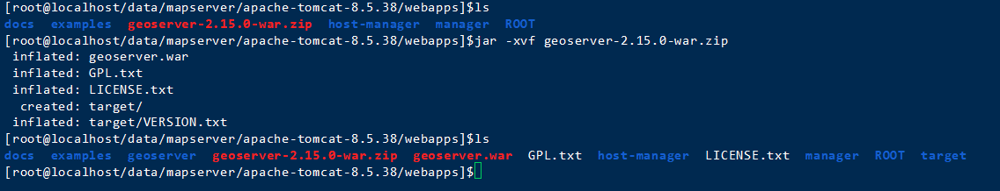 [root@localhost/data/mapserver/apache-tomcat-8.5.38/webapps]$ls
docs examples geoserver-2.15.0-war.zip host-manager manager ROOT
[root@localhost/data/mapserver/apache-tomcat-8.5.38/webapps]$jar -xvf geoserver-2.15.0-war.zip
inflated: geoserver.war
inflated: GPL.txt
inflated: LICENSE.txt
created: target/
inflated: target/VERSION.txt
[root@localhost/data/mapserver/apache-tomcat-8.5.38/webapps]$ls
docs examples geoserver geoserver-2.15.0-war.zip geoserver.war GPL.txt host-manager LICENSE.txt manager ROOT target
[root@localhost/data/mapserver/apache-tomcat-8.5.38/webapps]$